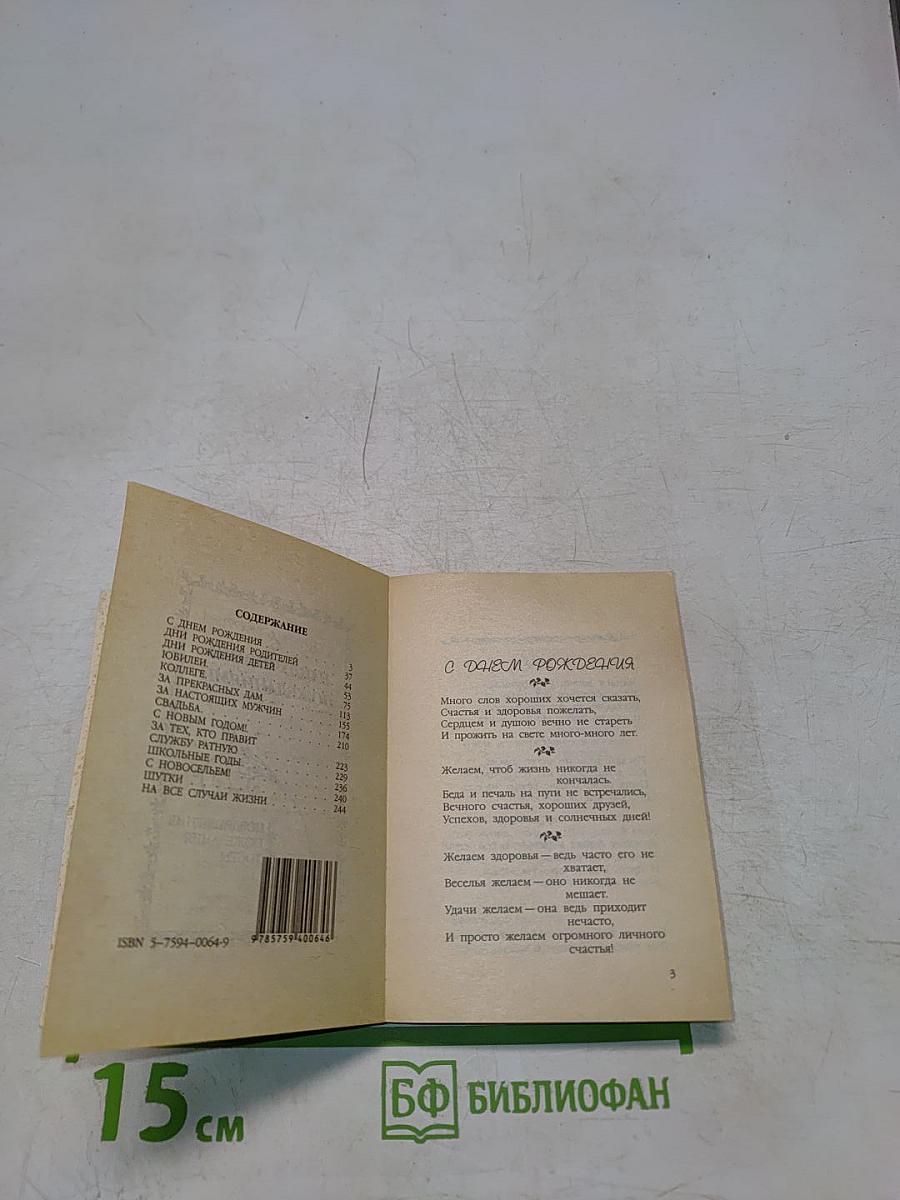 СОДЕРЖАНИЕ
С ДНЕМ РОЖДЕНИЯ . . . . . 3
ДНИ РОЖДЕНИЯ РОДИТЕЛЕЙ . . . . 37
ДНИ РОЖДЕНИЯ ДЕТЕЙ . . . . 44
ЮБИЛЕИ. . . . . 53
КОЛЛЕГЕ. . . . . 75
ЗА ПРЕКРАСНЫХ ДАМ . . . . 113
ЗА НАСТОЯЩИХ МУЖЧИН . . . . 155
СВАДЬБА. . . . . 174
С НОВЫМ ГОДОМ!. . . . . 210
ЗА ТЕХ, КТО ПРАВИТ
СЛУЖБУ РАТНУЮ . . . . 223
ШКОЛЬНЫЕ ГОДЫ. . . . . 229
С НОВОСЕЛЬЕМ! . . . . 236
ШУТКИ . . . . 240
НА ВСЕ СЛУЧАИ ЖИЗНИ . . . . 244
ISBN 5-7594-0064-9
9 785759 400646
С ДНЕМ РОЖДЕНИЯ
Много слов хороших хочется сказать,
Счастья и здоровья пожелать,
Сердцем и душою вечно не стареть
И прожить на свете много-много лет.
Желаем, чтоб жизнь никогда не
кончалась.
Беда и печаль на пути не встречались,
Вечного счастья, хороших друзей,
Успехов, здоровья и солнечных дней!
Желаем здоровья — ведь часто его не
хватает,
Веселья желаем — оно никогда не
мешает.
Удачи желаем — она ведь приходит
нечасто,
И просто желаем огромного личного
счастья!
3
15 см
БФ БИБЛИОФАН